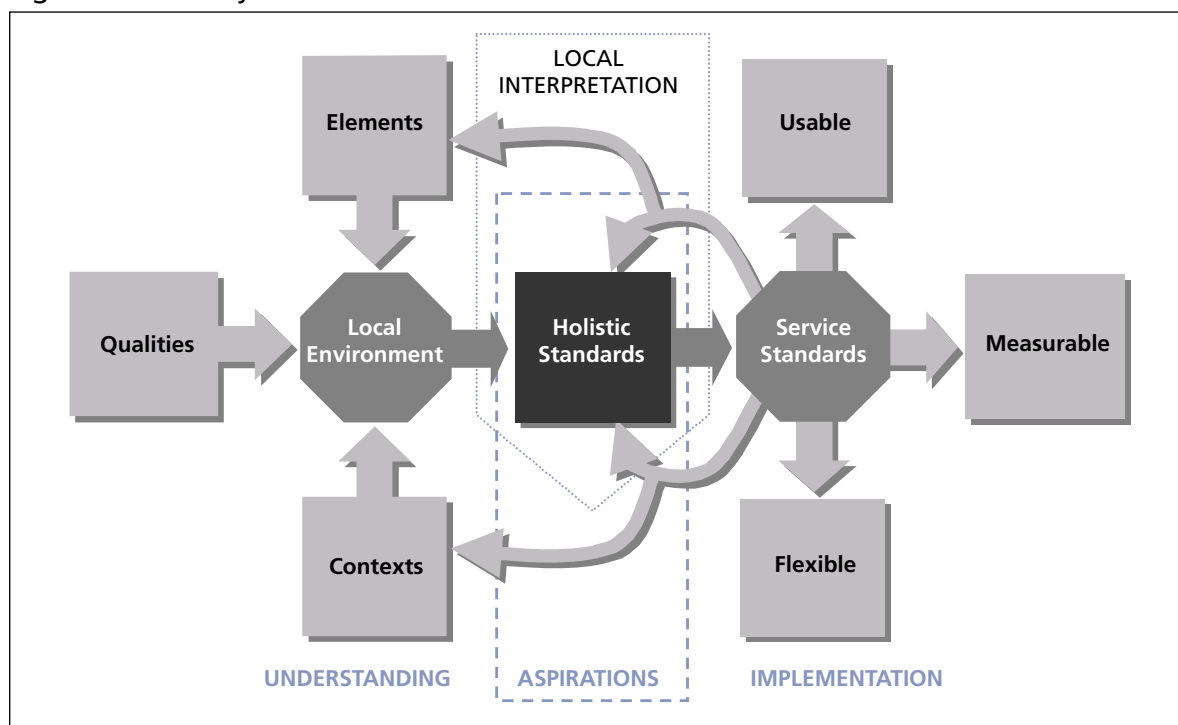 LOCAL
INTERPRETATION
Elements
Usable
Qualities
Local
Environment
Holistic
Standards
Service
Standards
Measurable
Contexts
Flexible
UNDERSTANDING
ASPIRATIONS
IMPLEMENTATION